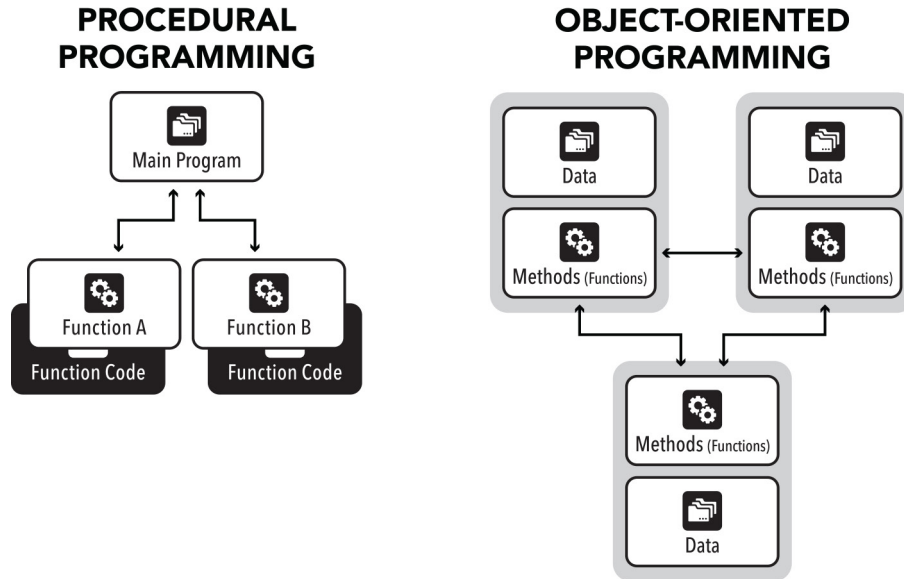 PROCEDURAL
PROGRAMMING
Main Program
Function A
Function B
Function Code
Function Code
OBJECT-ORIENTED
PROGRAMMING
Data
Data
Methods (Functions)
Methods (Functions)
Methods (Functions)
Data